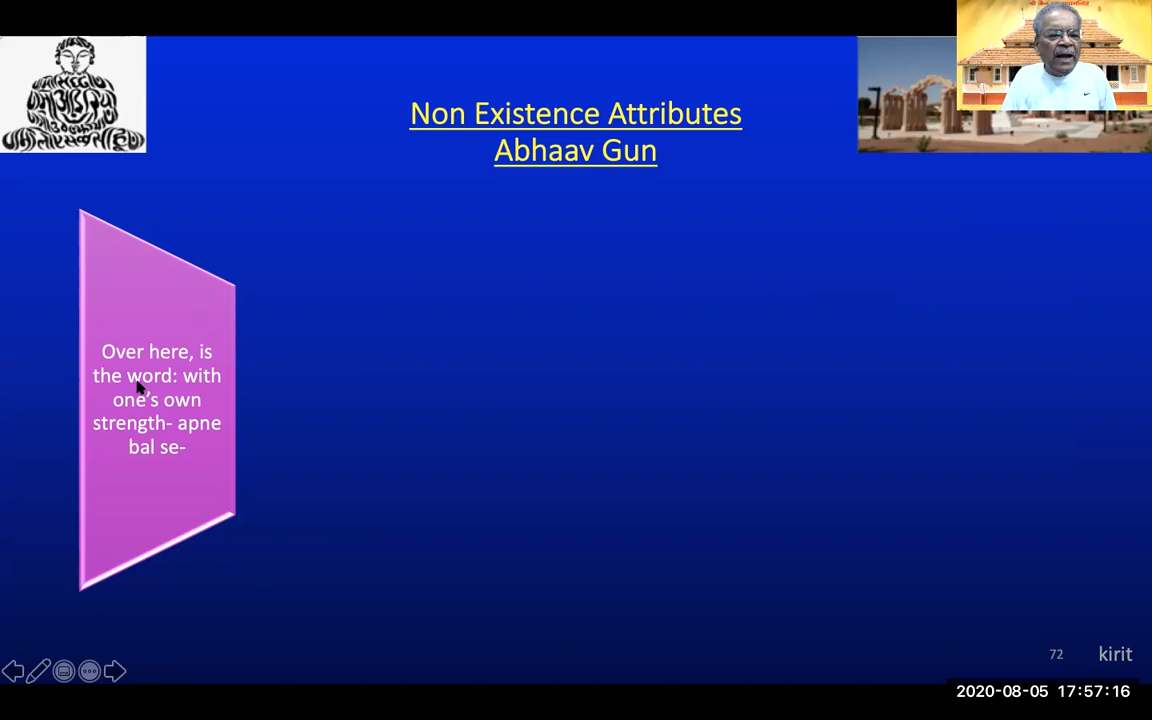 Non Existence Attributes
Abhaav Gun
Over here, is
the word: with
one's own
strength- apne
bal se-
72
kirit
2020-08-05 17:57:16